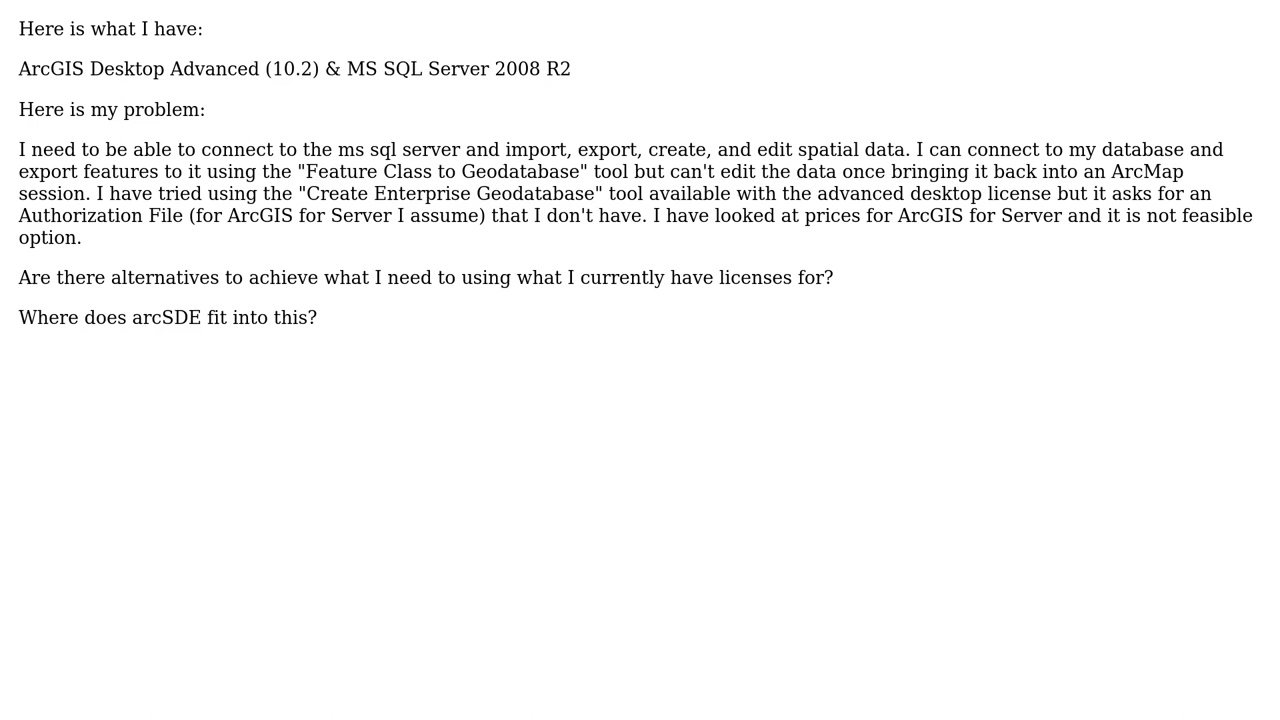 Here is what I have:
ArcGIS Desktop Advanced (10.2) & MS SQL Server 2008 R2
Here is my problem:
I need to be able to connect to the ms sql server and import, export, create, and edit spatial data. I can connect to my database and
export features to it using the "Feature Class to Geodatabase" tool but can't edit the data once bringing it back into an ArcMap
session. I have tried using the "Create Enterprise Geodatabase" tool available with the advanced desktop license but it asks for an
Authorization File (for ArcGIS for Server I assume) that I don't have. I have looked at prices for ArcGIS for Server and it is not feasible
option.
Are there alternatives to achieve what I need to using what I currently have licenses for?
Where does arcSDE fit into this?